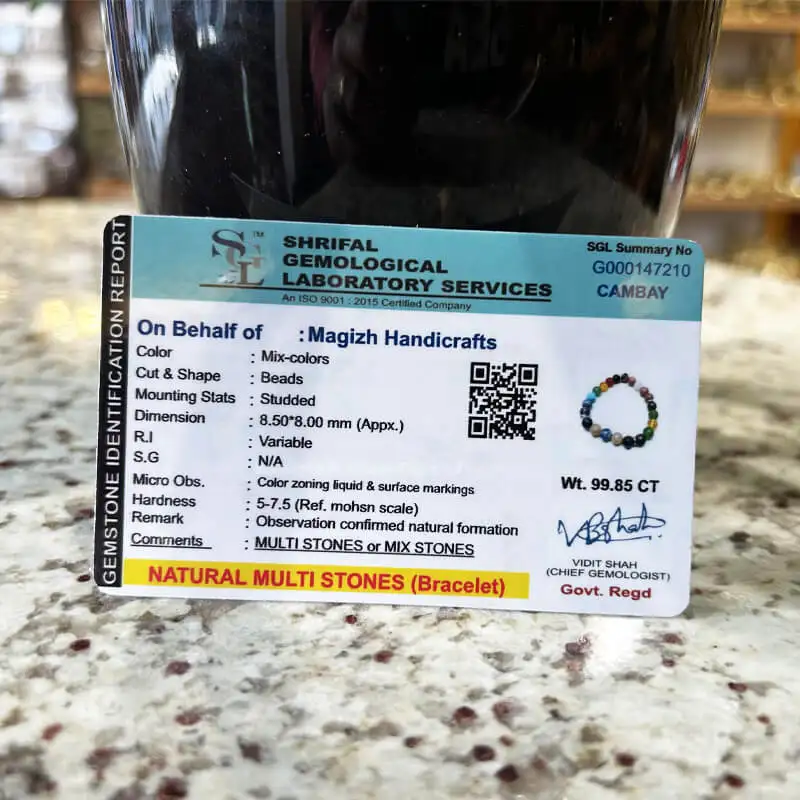 GEMSTONE IDENTIFICATION REPORT
SGL TM
SHRIFAL
GEMOLOGICAL
LABORATORY SERVICES
An ISO 9001 : 2015 Certified Company
SGL Summary No
G000147210
CAMBAY
On Behalf of : Magizh Handicrafts
Color : Mix-colors
Cut & Shape : Beads
Mounting Stats : Studded
Dimension : 8.50*8.00 mm (Appx.)
R.I : Variable
S.G : N/A
Micro Obs. : Color zoning liquid & surface markings
Hardness : 5-7.5 (Ref. mohsn scale)
Remark : Observation confirmed natural formation
Comments : MULTI STONES or MIX STONES
NATURAL MULTI STONES (Bracelet)
Wt. 99.85 CT
VIDIT SHAH
(CHIEF GEMOLOGIST)
Govt. Regd